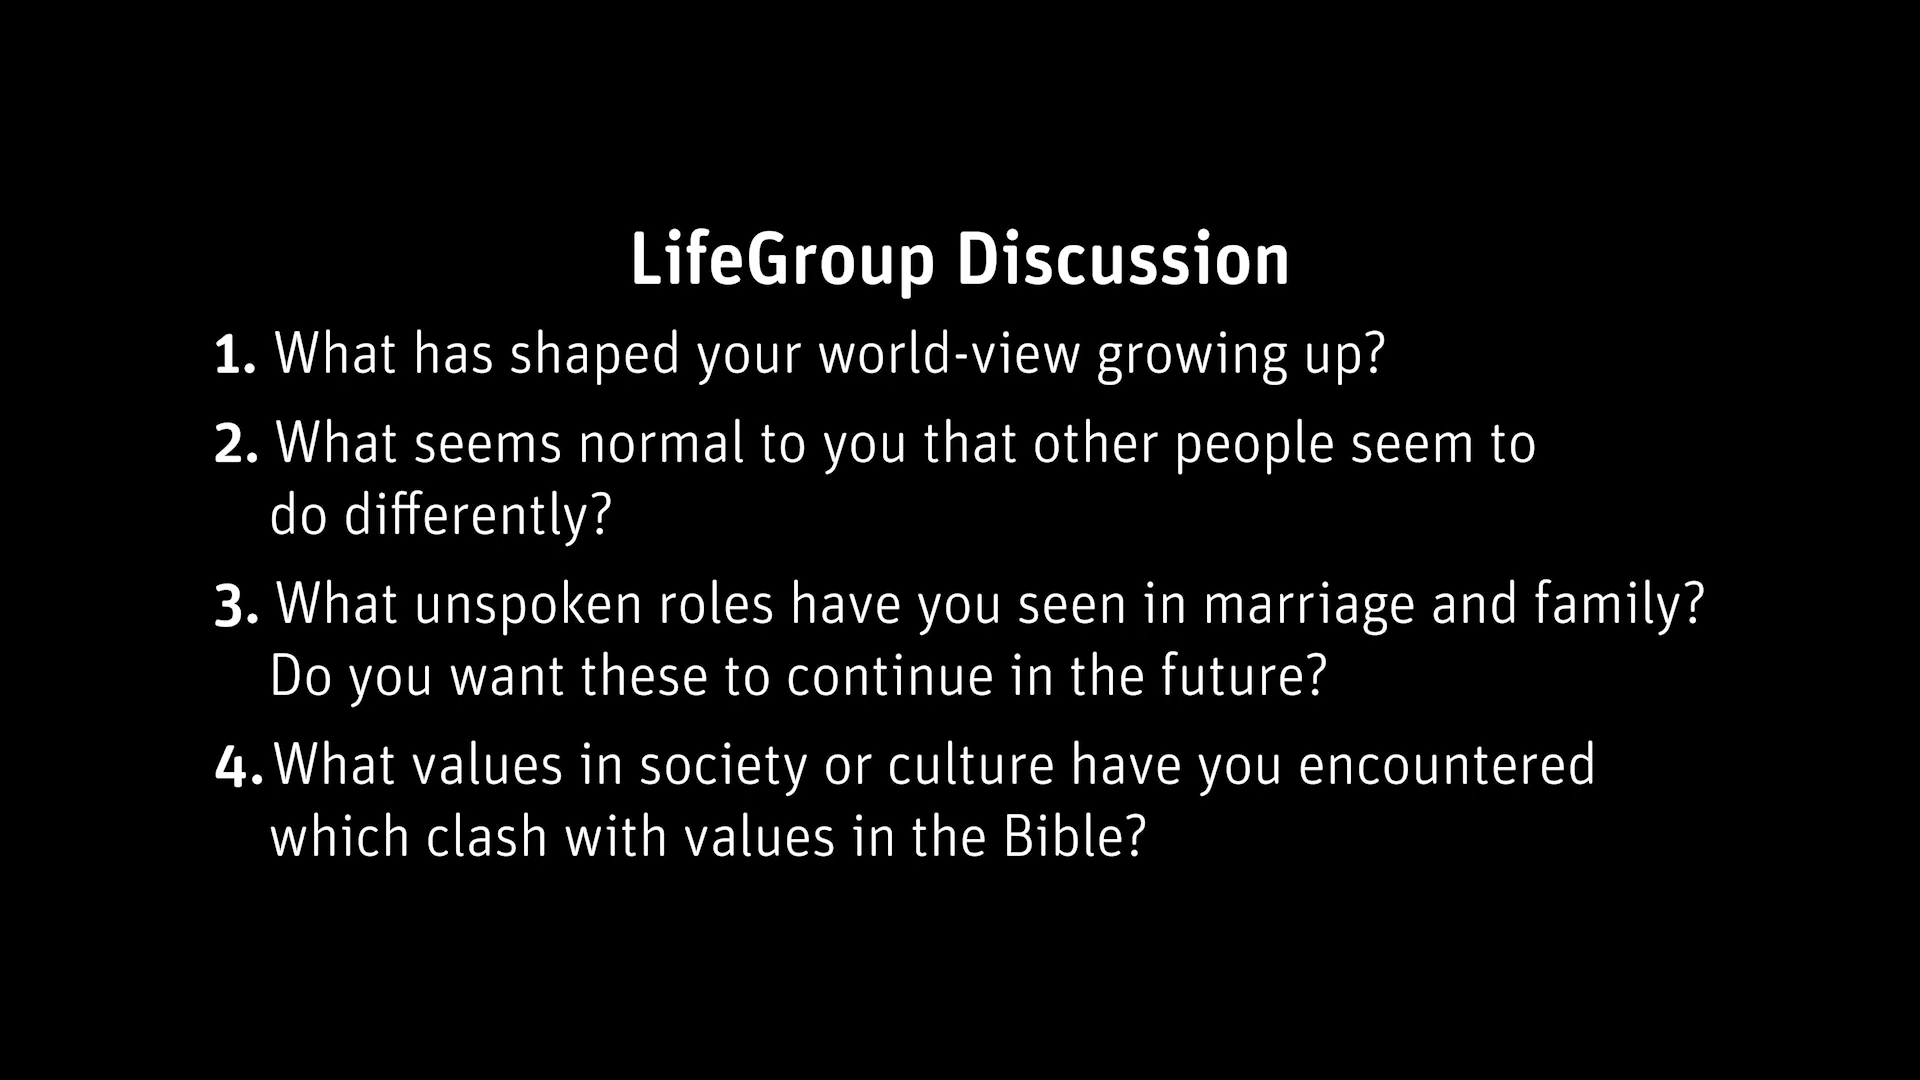 LifeGroup Discussion
1. What has shaped your world-view growing up?
2. What seems normal to you that other people seem to
do differently?
3. What unspoken roles have you seen in marriage and family?
Do you want these to continue in the future?
4. What values in society or culture have you encountered
which clash with values in the Bible?